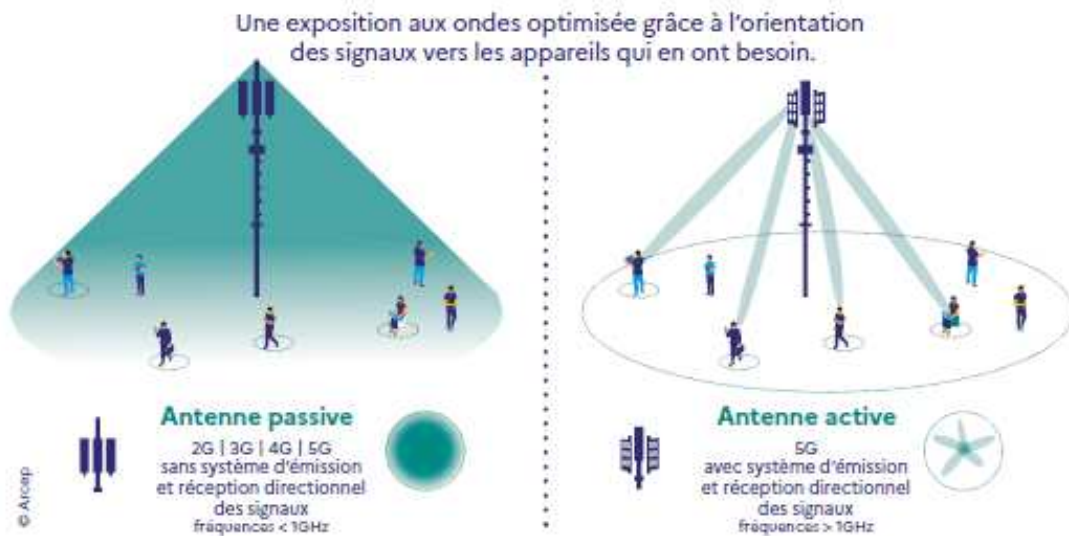 Une exposition aux ondes optimisée grâce à l'orientation
des signaux vers les appareils qui en ont besoin.
Antenne passive
2G | 3G | 4G | 5G
sans système d'émission
et réception directionnel
des signaux
fréquences < 1GHz
Antenne active
5G
avec système d'émission
et réception directionnel
des signaux
fréquences > 1GHz
© Arcep